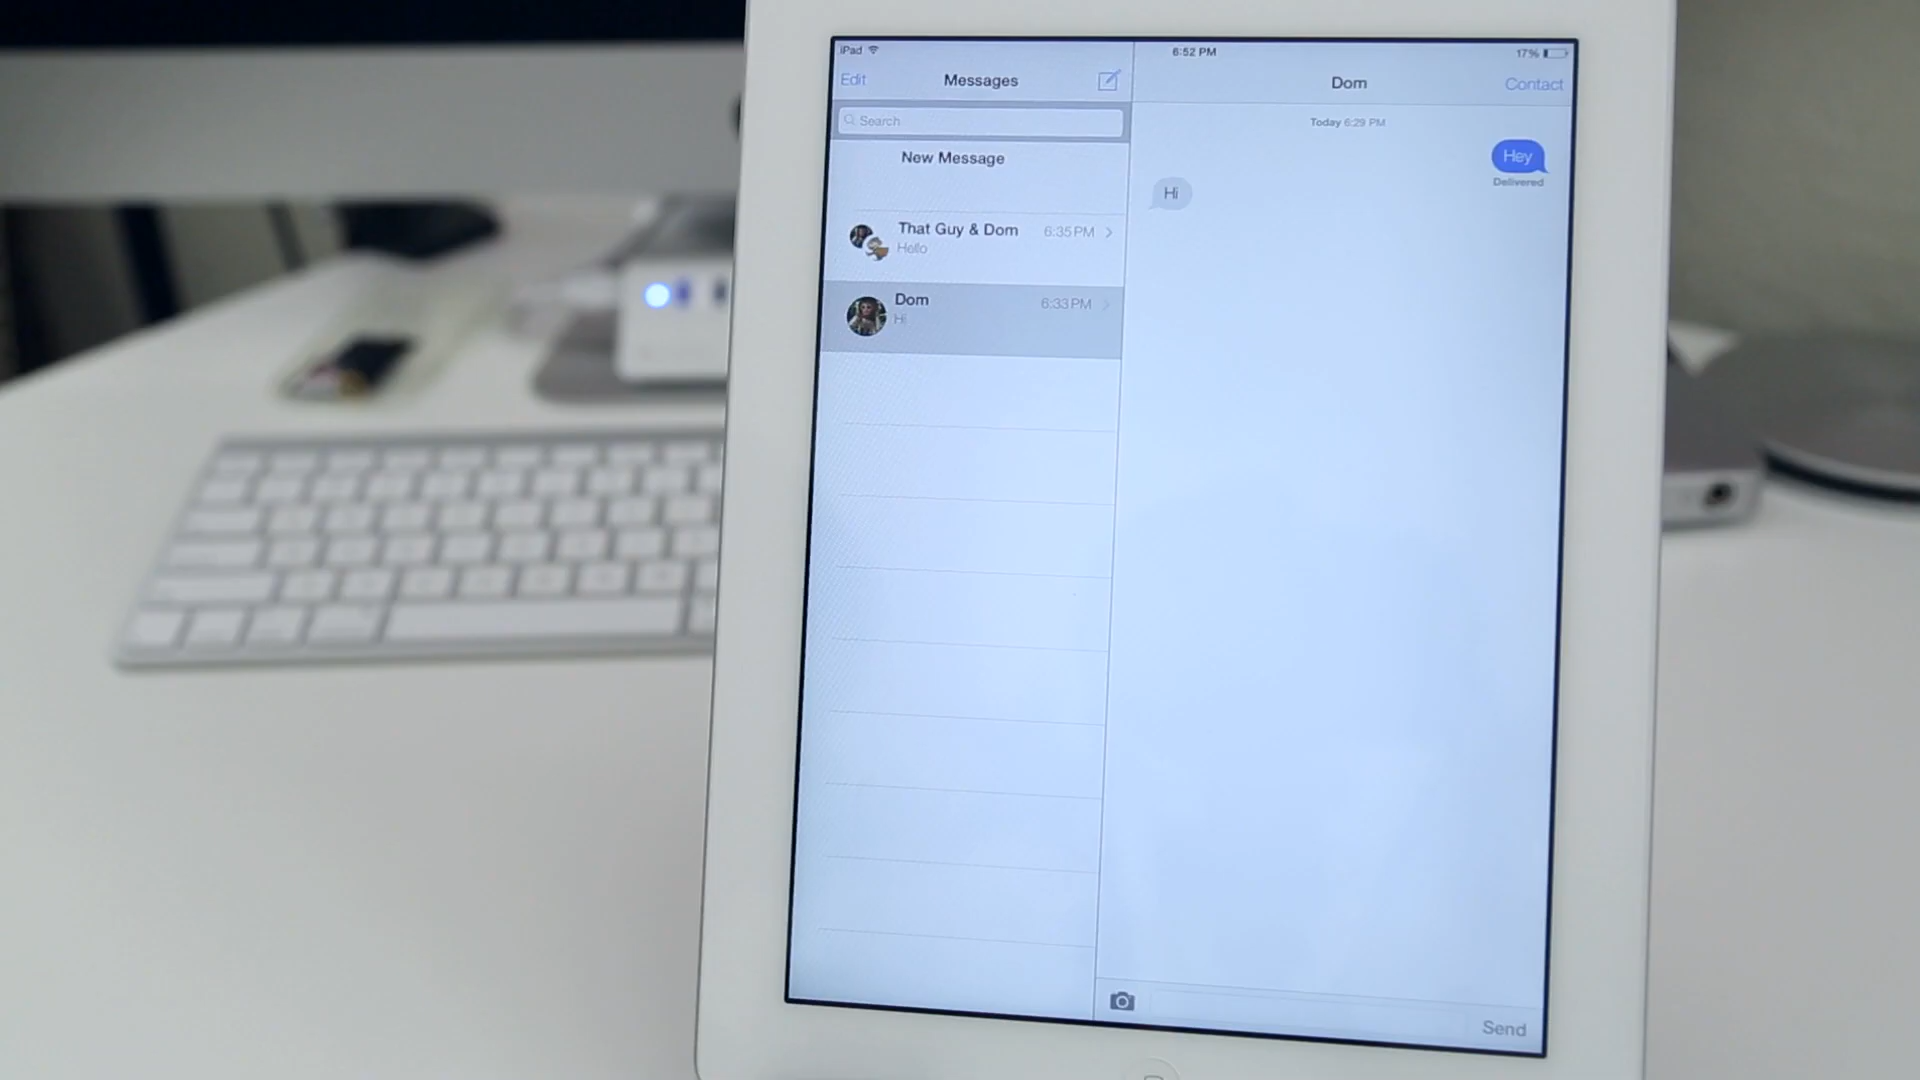 iPad
6:52 PM
17%
Edit
Messages
Dom
Contact
Search
Today 6:29 PM
Hey
Delivered
Hi
New Message
That Guy & Dom
6:35 PM
Hello
Dom
6:33 PM
Hi
Send